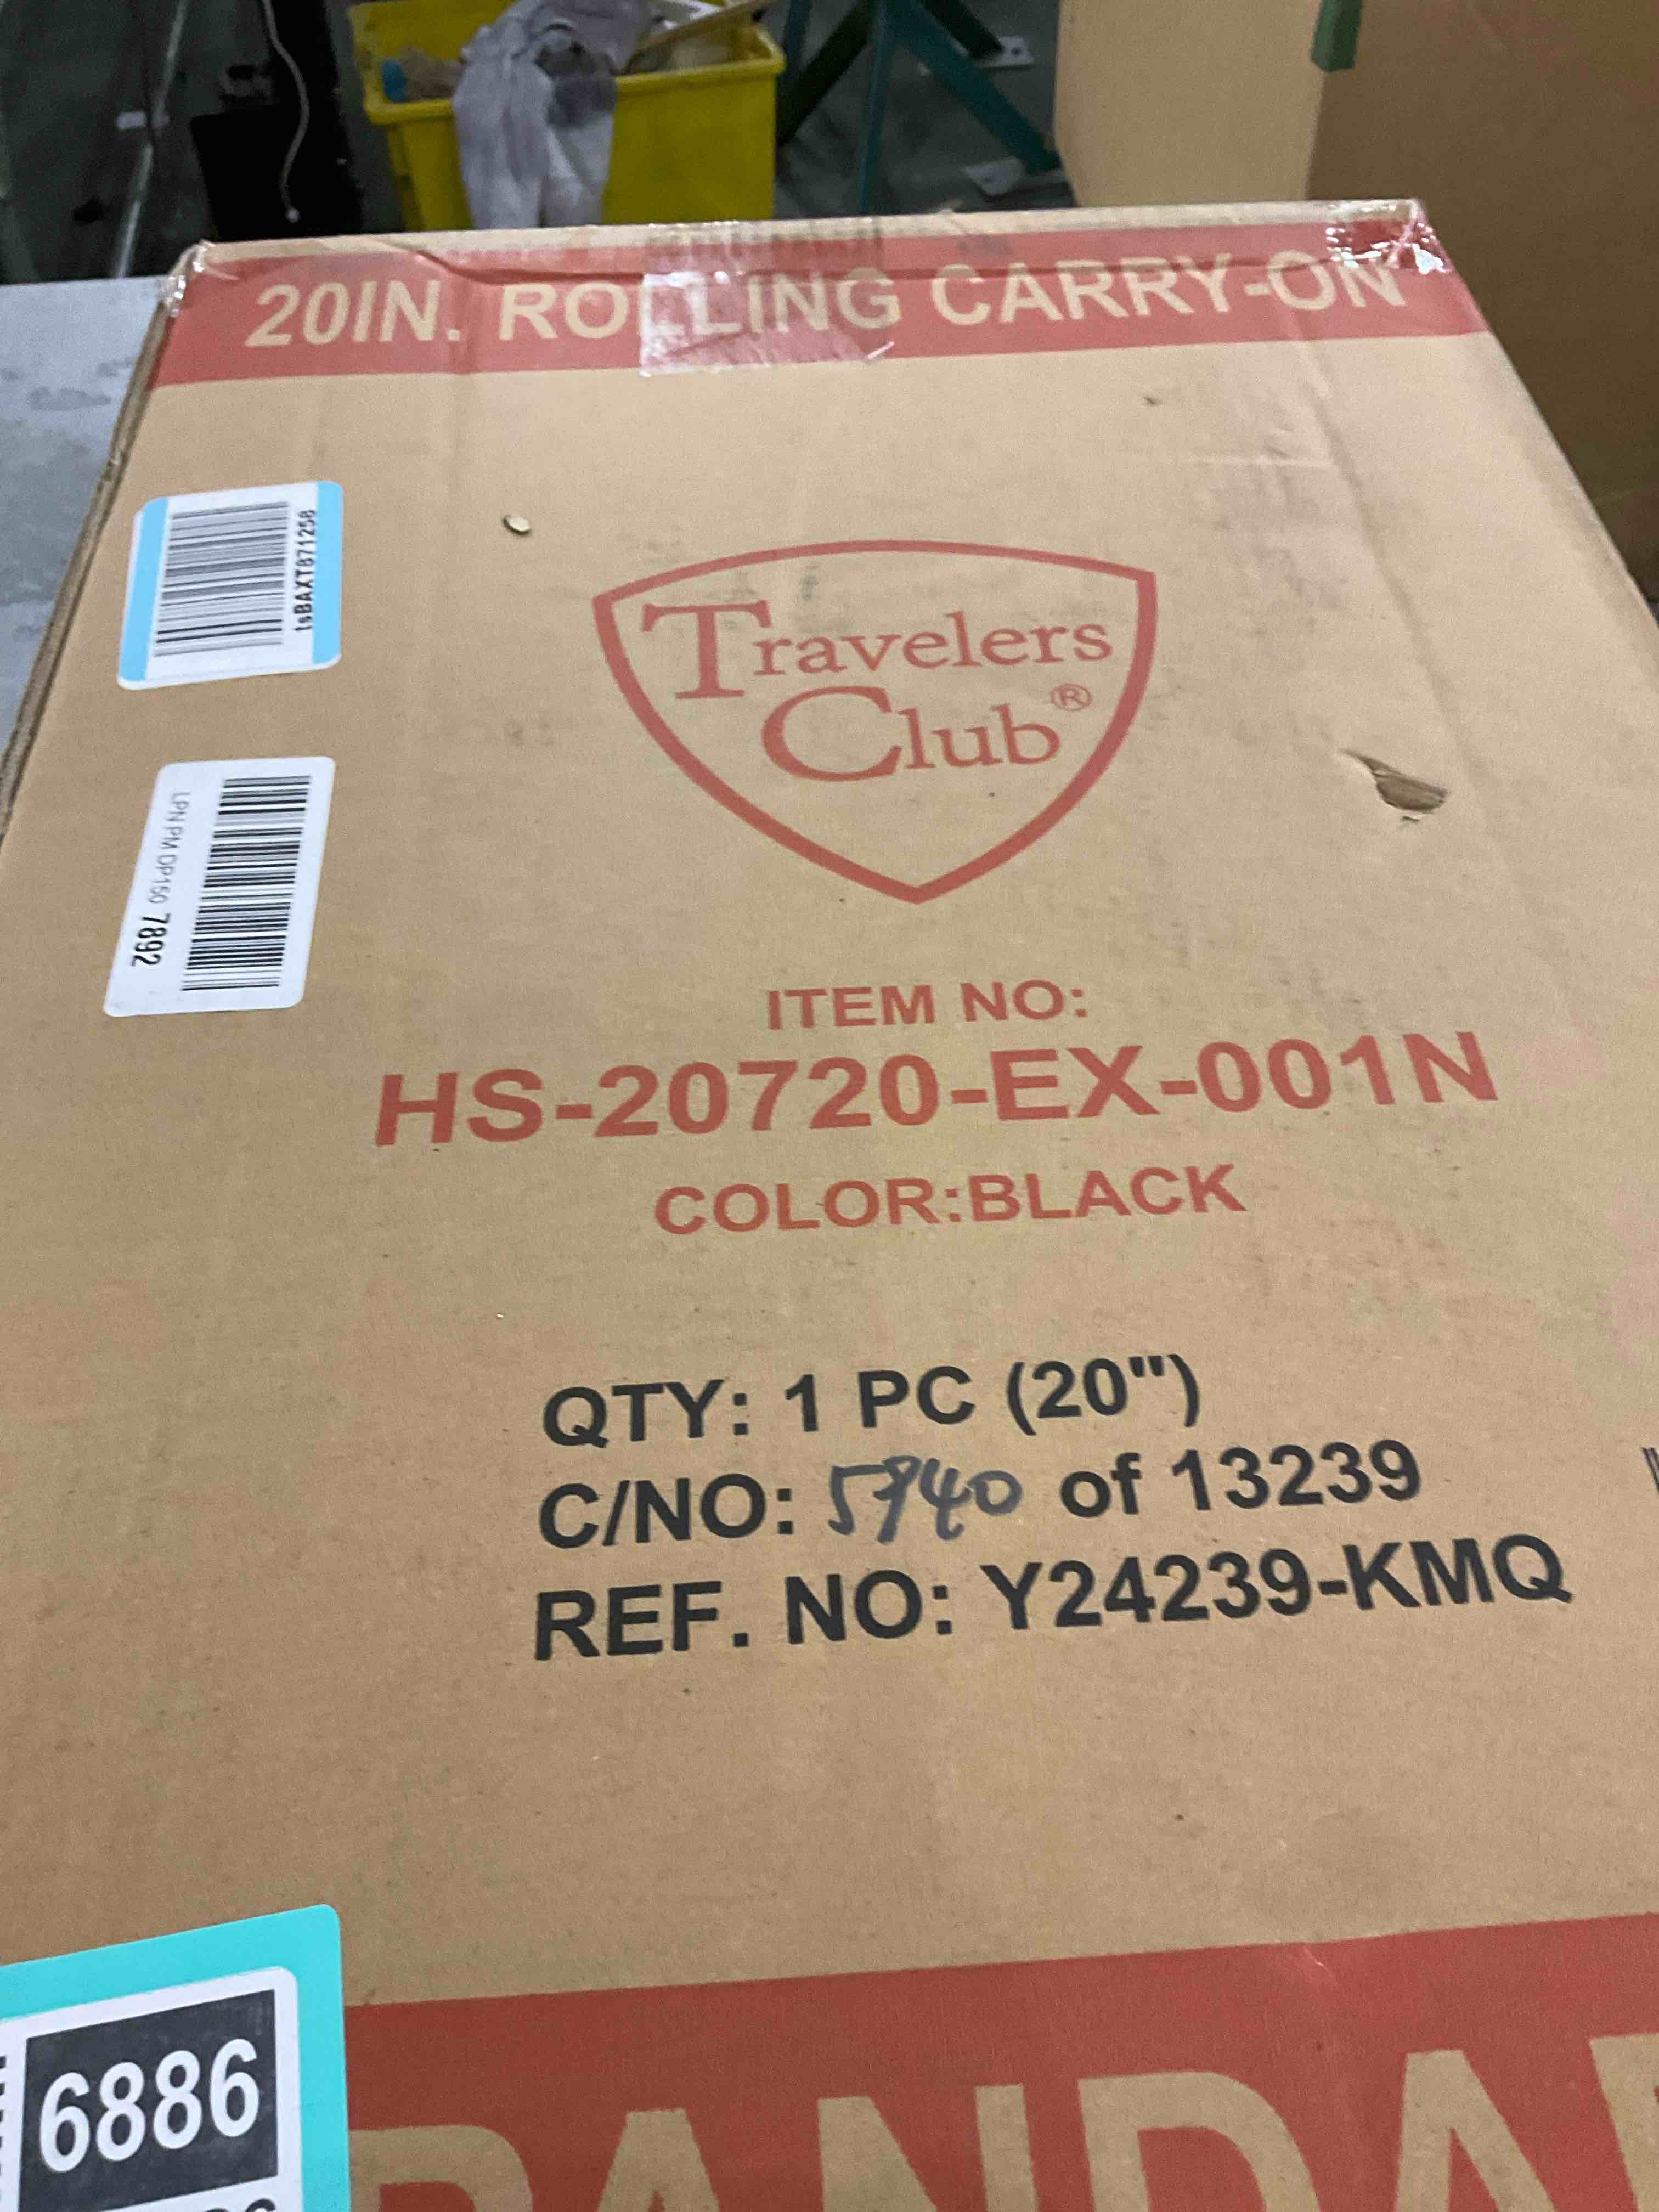 20IN. ROLLING CARRY-ON
tsBAXT871256
Travelers
Club®
LPN PM DP150 7892
ITEM NO:
HS-20720-EX-001N
COLOR:BLACK
QTY: 1 PC (20")
C/NO: 5940 of 13239
REF. NO: Y24239-KMQ
6886